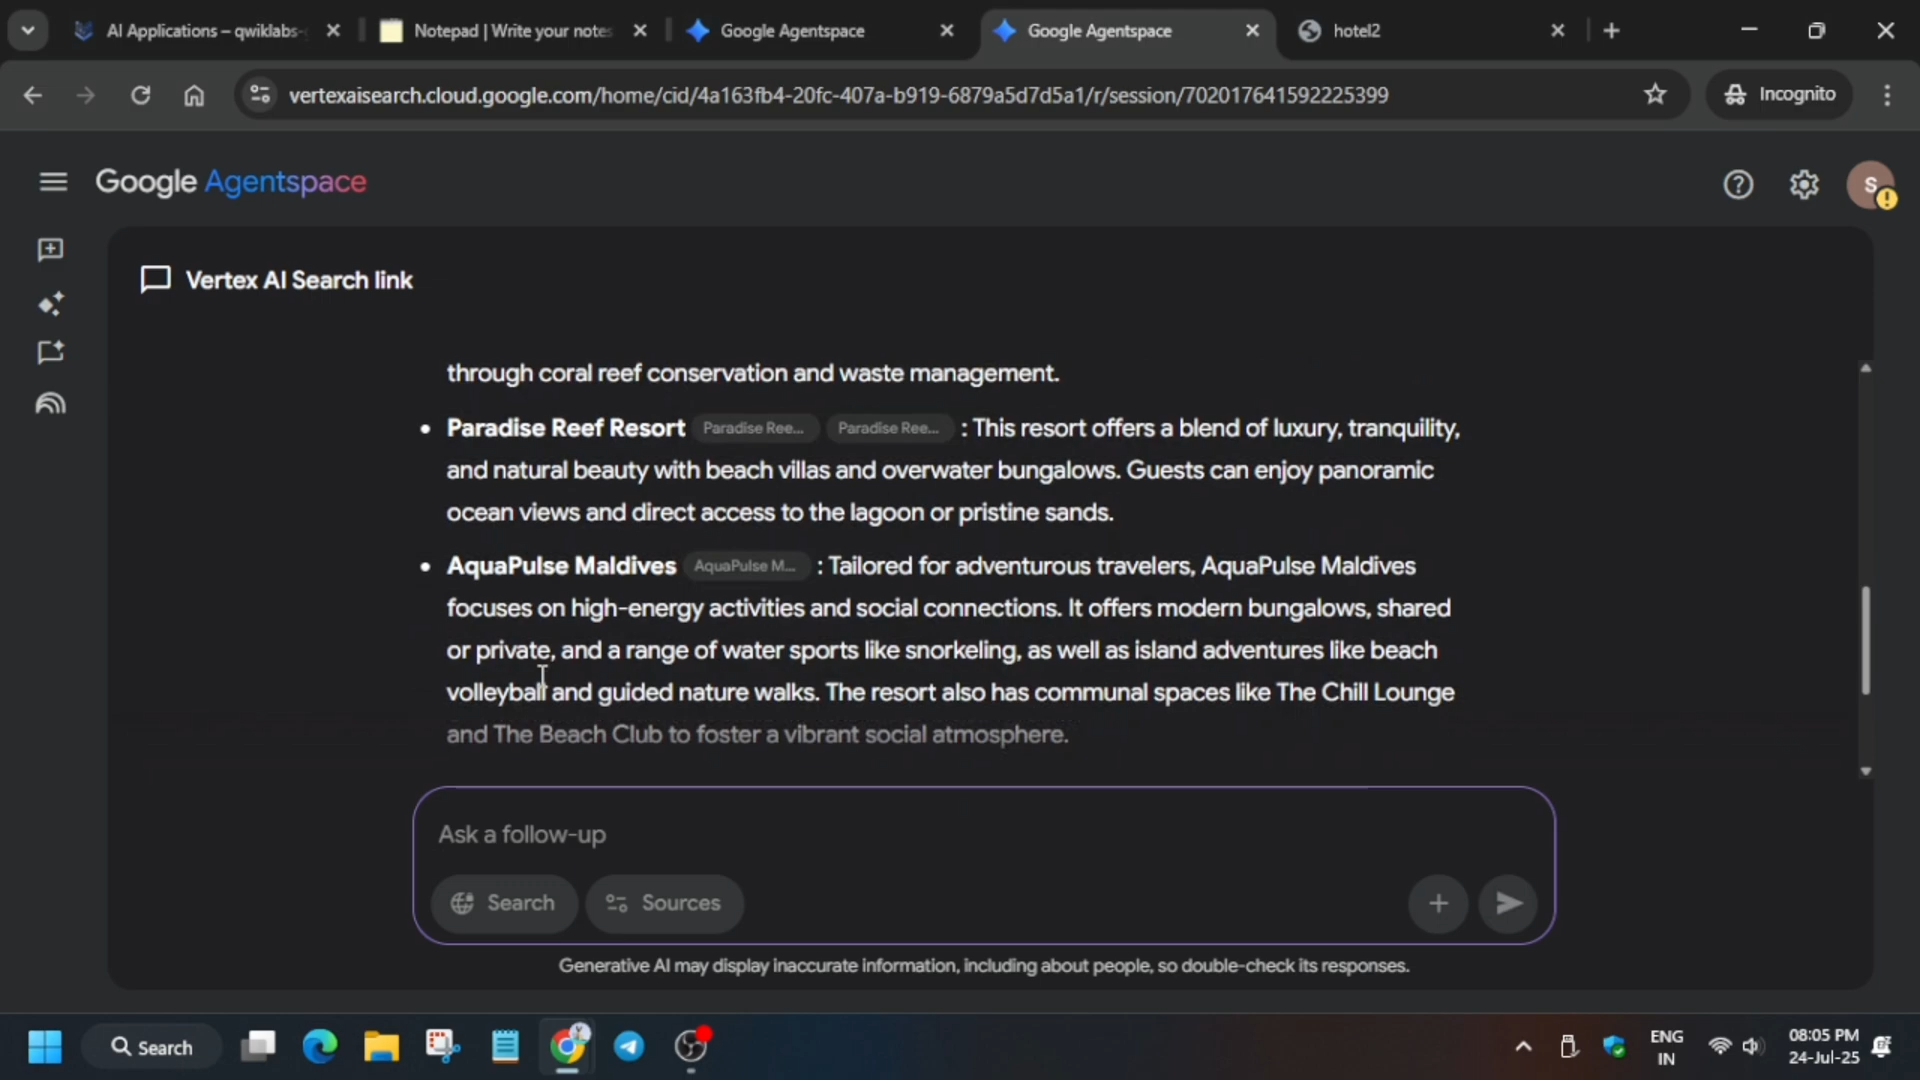 AI Applications – qwiklabs-
Notepad | Write your notes
Google Agentspace
Google Agentspace
hotel2
vertexaisearch.cloud.google.com/home/cid/4a163fb4-20fc-407a-b919-6879a5d7d5a1/r/session/702017641592225399
Incognito
Google Agentspace
S
Vertex AI Search link
through coral reef conservation and waste management.
• Paradise Reef Resort Paradise Ree... Paradise Ree... : This resort offers a blend of luxury, tranquility,
and natural beauty with beach villas and overwater bungalows. Guests can enjoy panoramic
ocean views and direct access to the lagoon or pristine sands.
• AquaPulse Maldives AquaPulse M... : Tailored for adventurous travelers, AquaPulse Maldives
focuses on high-energy activities and social connections. It offers modern bungalows, shared
or private, and a range of water sports like snorkeling, as well as island adventures like beach
volleyball and guided nature walks. The resort also has communal spaces like The Chill Lounge
and The Beach Club to foster a vibrant social atmosphere.
Ask a follow-up
Search
Sources
Generative AI may display inaccurate information, including about people, so double-check its responses.
Search
ENG
IN
08:05 PM
24-Jul-25